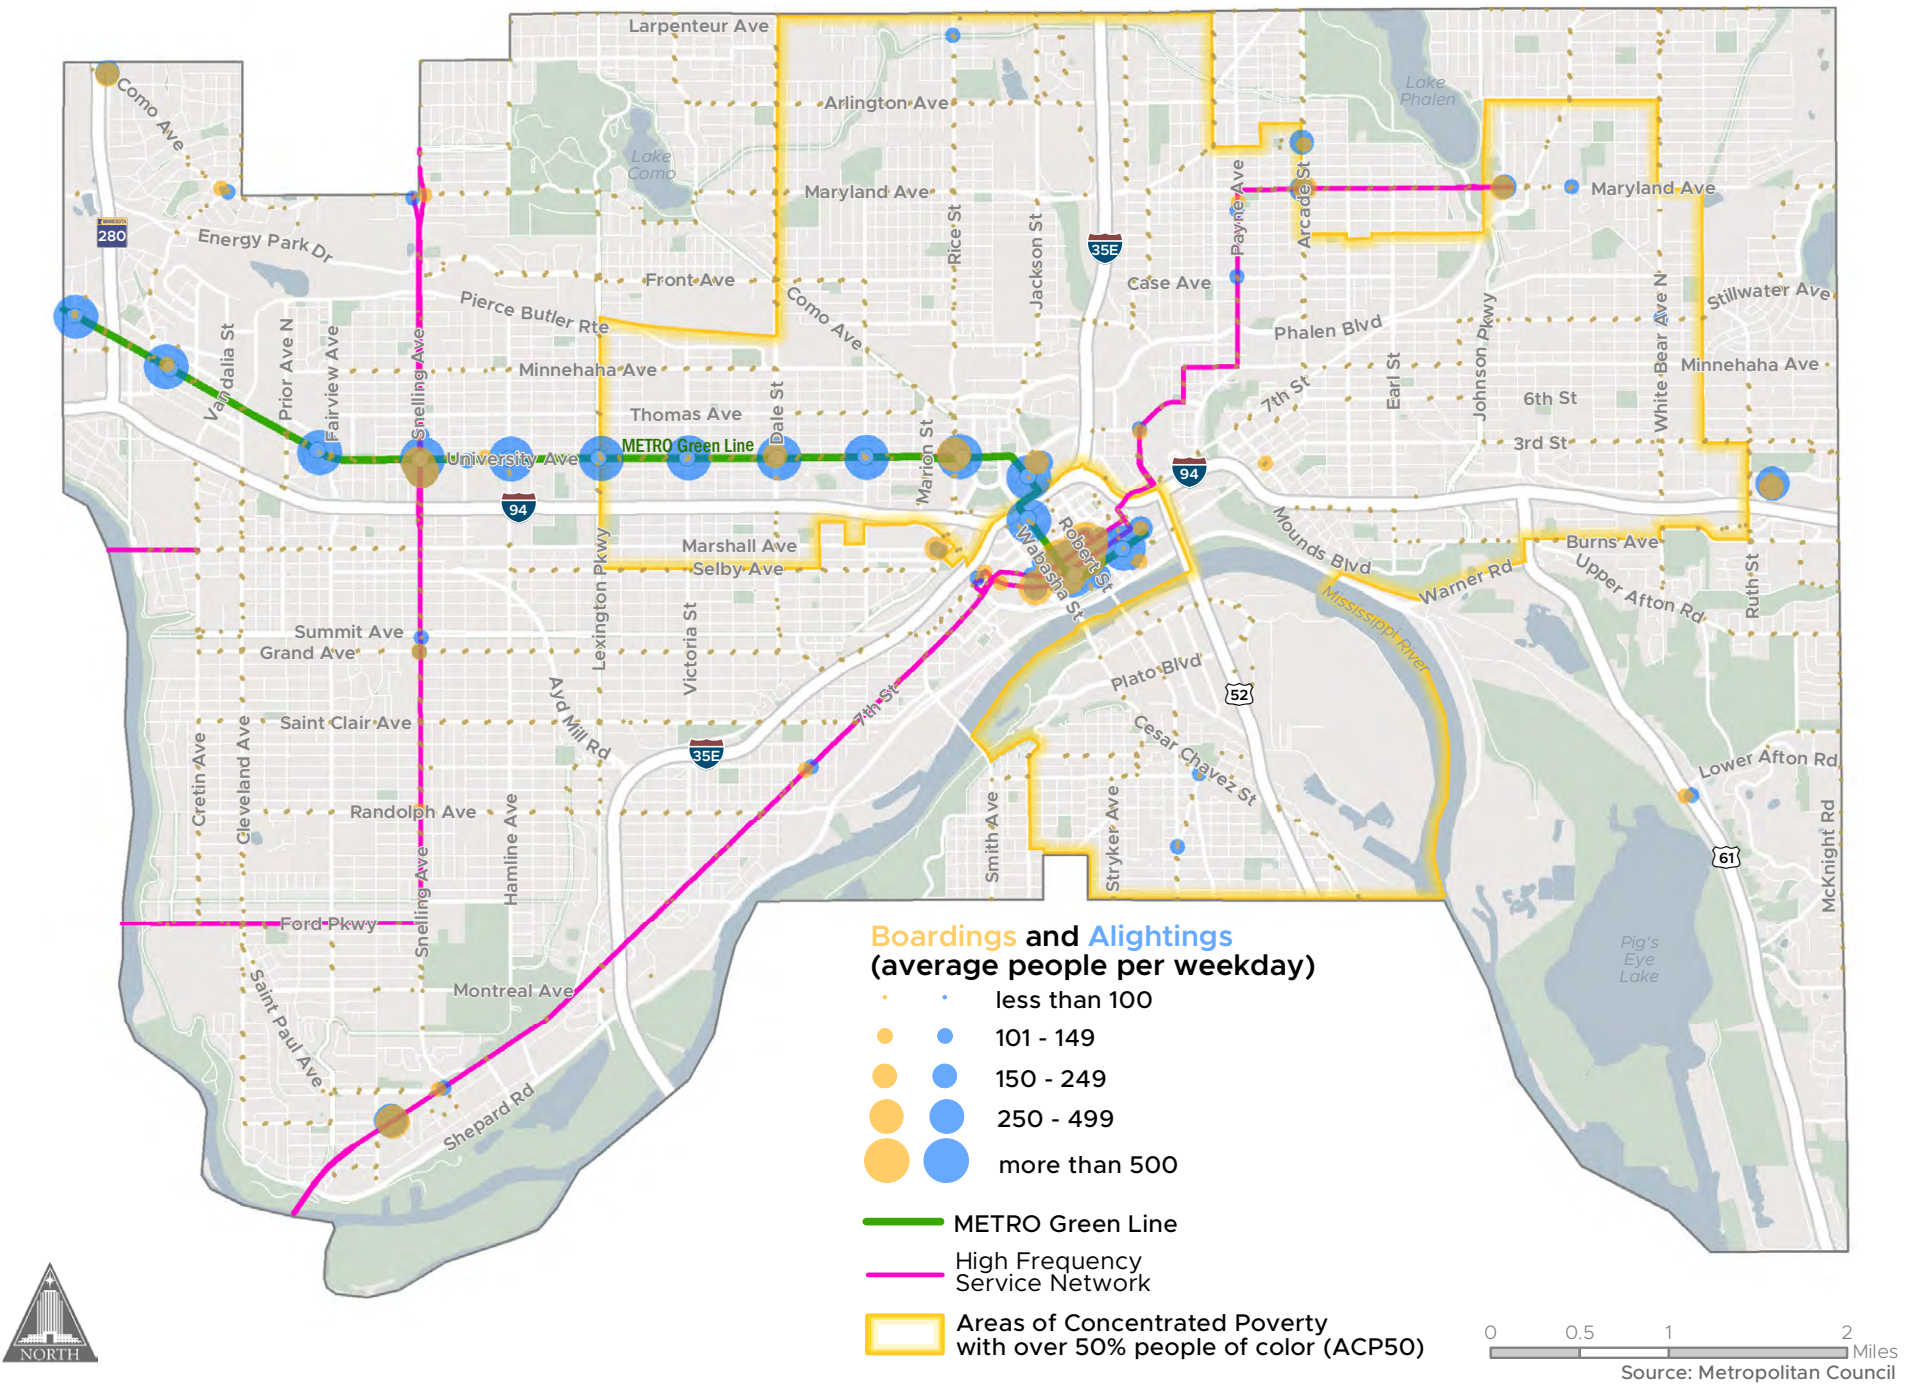 Larpenteur Ave
Como Ave
Arlington Ave
Lake
Phalen
Lake
Como
Maryland Ave
Maryland Ave
MINNESOTA
280
Energy Park Dr
Rice St
Jackson St
35E
Payne Ave
Arcade St
Front Ave
Case Ave
Pierce Butler Rte
Como Ave
Stillwater Ave
Phalen Blvd
Vandalia St
Prior Ave N
Fairview Ave
Snelling Ave
Minnehaha Ave
Minnehaha Ave
Johnson Pkwy
White Bear Ave N
Earl St
7th St
6th St
Thomas Ave
Dale St
METRO Green Line
University Ave
Marion St
3rd St
94
94
Marshall Ave
Selby Ave
Lexington Pkwy
Wabasha St
Robert St
Mounds Blvd
Burns Ave
Warner Rd
Upper Afton Rd
Ruth St
Mississippi River
Summit Ave
Grand Ave
Victoria St
Ayd Mill Rd
Plato Blvd
52
Saint Clair Ave
7th St
35E
Cesar Chavez St
Lower Afton Rd
Cretin Ave
Cleveland Ave
Randolph Ave
Hamline Ave
Smith Ave
Stryker Ave
61
McKnight Rd
Snelling Ave
Ford Pkwy
Pig's
Eye
Lake
Saint Paul Ave
Montreal Ave
Shepard Rd
Boardings and Alightings
(average people per weekday)
less than 100
101 - 149
150 - 249
250 - 499
more than 500
METRO Green Line
High Frequency
Service Network
Areas of Concentrated Poverty
with over 50% people of color (ACP50)
NORTH
0 0.5 1 2
Miles
Source: Metropolitan Council